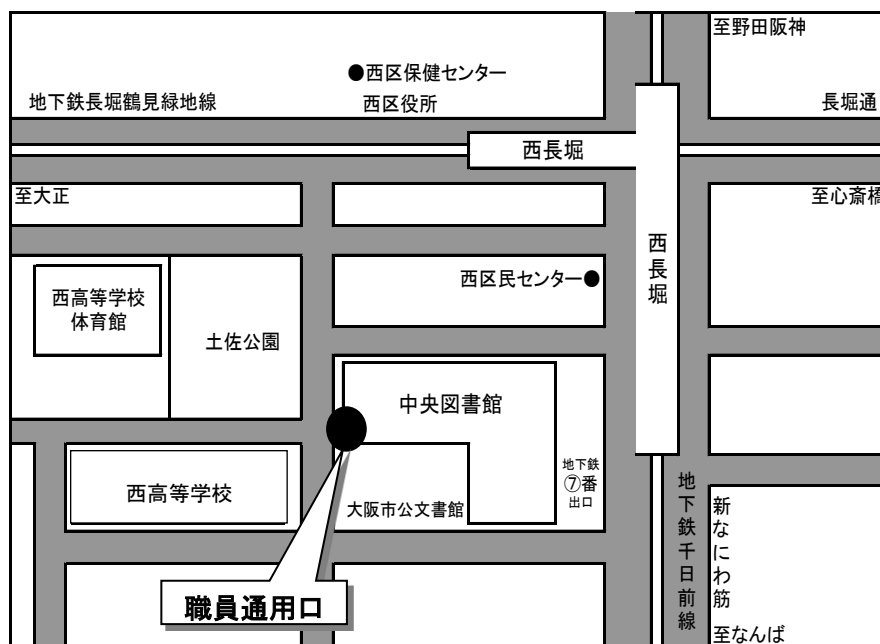 至野田阪神
●西区保健センター
地下鉄長堀鶴見緑地線
西区役所
長堀通
西長堀
至大正
至心斎橋
西長堀
西区民センター●
西高等学校
体育館
土佐公園
中央図書館
地下鉄
⑦番
出口
西高等学校
大阪市公文書館
地下鉄千日前線
新なにわ筋
職員通用口
至なんば